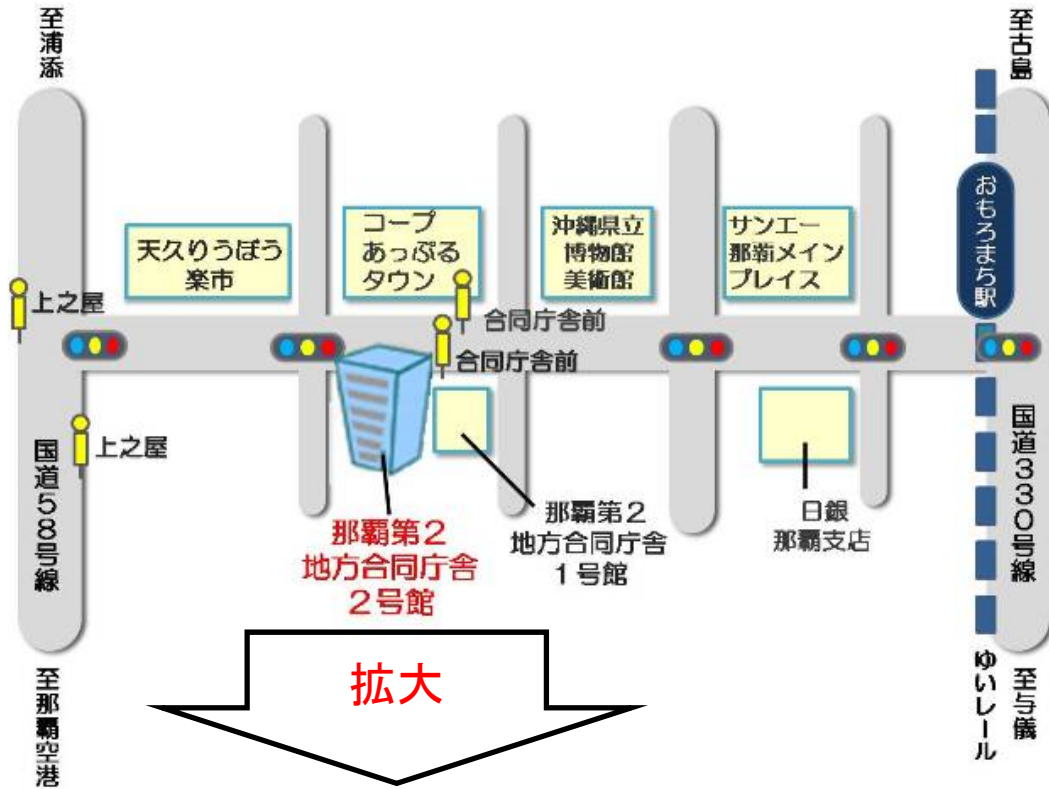 至浦添
至古島
おもろまち駅
天久りうぼう
楽市
コープ
あっぷる
タウン
沖縄県立
博物館
美術館
サンエー
那覇メイン
プレイス
上之屋
合同庁舎前
合同庁舎前
上之屋
国道58号線
国道330号線
那覇第2
地方合同庁舎
2号館
那覇第2
地方合同庁舎
1号館
日銀
那覇支店
拡大
至那覇空港
ゆいレール
至与儀